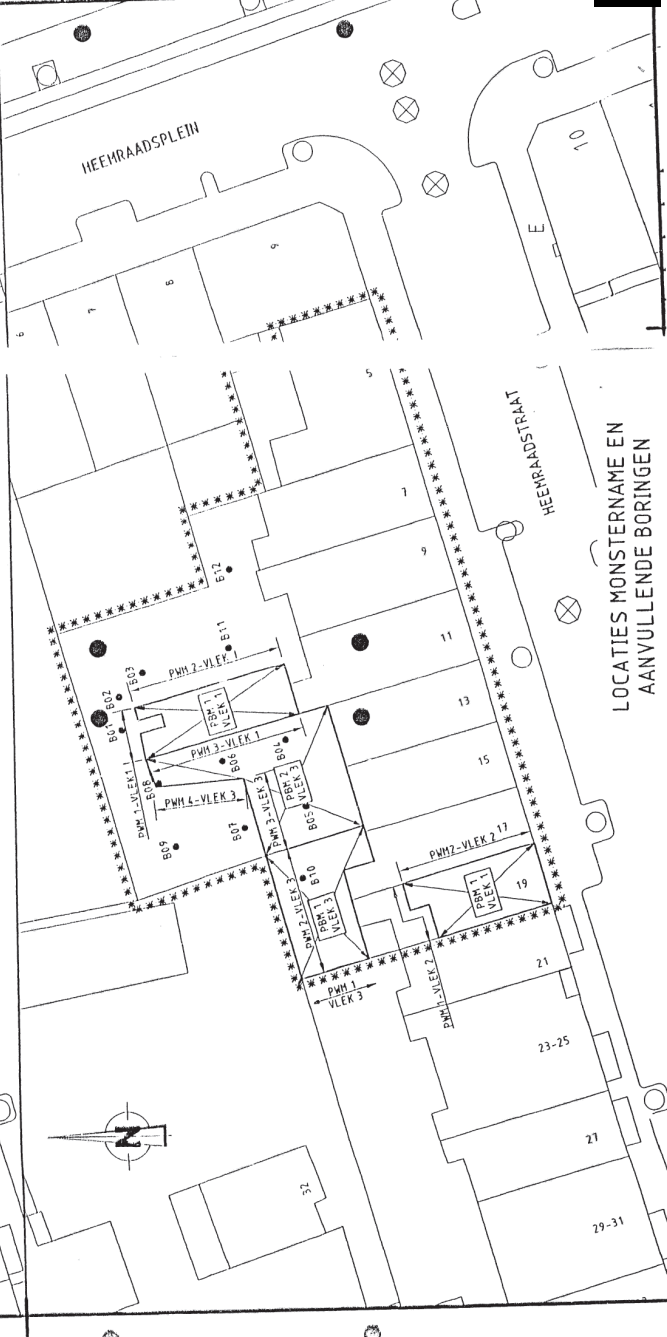 HEEMRAADSPLEIN
10
E
9
8
7
6
5
HEEMRAADSTRAAT
7
9
11
13
15
17
19
21
23-25
27
29-31
32
LOCATIES MONSTERNAME EN
AANVULLENDE BORINGEN
B12
B11
B03
B02
B01
PWM 2-VLEK 1
PBM 1
VLEK 1
PWM 3-VLEK 1
PWM 1-VLEK 1
B08
B06
B04
PWM 4-VLEK 3
PWM 3-VLEK 3
PBM 2
VLEK 3
B05
B09
B07
B10
PWM 2-VLEK 3
PBM 1
VLEK 3
PWM 1
VLEK 3
PWM2-VLEK 2
PBM 1
VLEK 1
PWM 1-VLEK 2
N